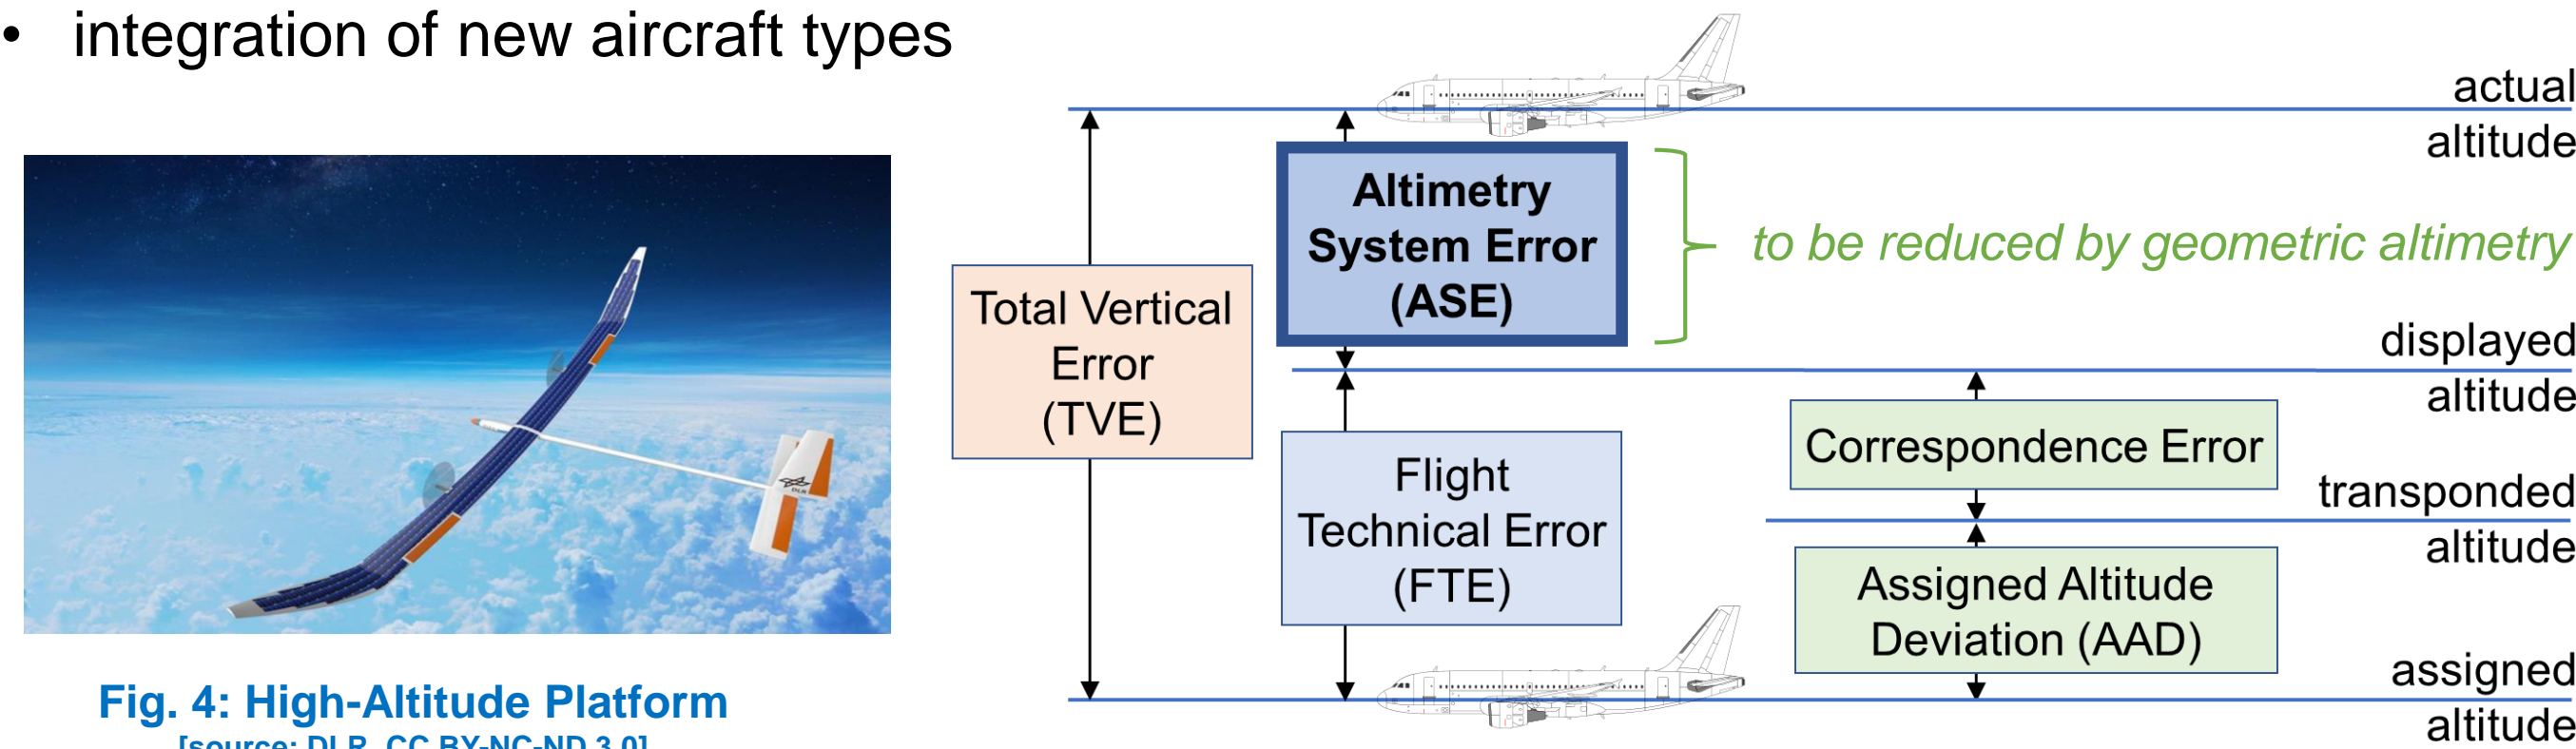 • integration of new aircraft types
DLR
Fig. 4: High-Altitude Platform
[source: DLR, CC BY-NC-ND 3.0]
Total Vertical
Error
(TVE)
Altimetry
System Error
(ASE)
to be reduced by geometric altimetry
Flight
Technical Error
(FTE)
Correspondence Error
Assigned Altitude
Deviation (AAD)
actual
altitude
displayed
altitude
transponded
altitude
assigned
altitude